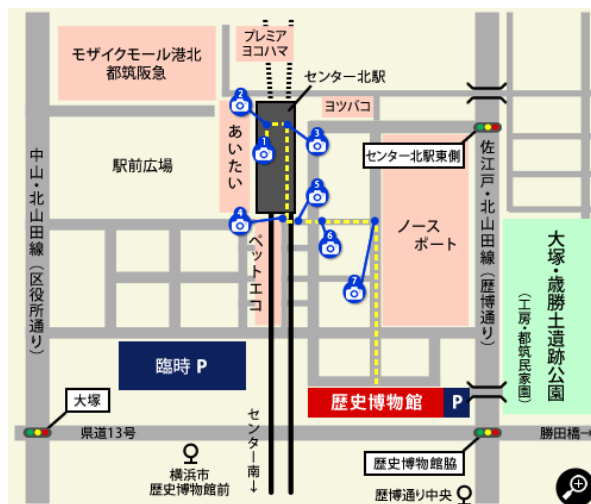 プレミア
ヨコハマ
モザイクモール港北
都筑阪急
センター北駅
2
ヨツバコ
3
1
あいたい
センター北駅東側
駅前広場
中山・北山田線（区役所通り）
佐江戸・北山田線（歴博通り）
5
4
6
7
ノース
ポート
ペットエコ
大塚・歳勝土遺跡公園
（工房・都筑民家園）
臨時 P
歴史博物館
P
大塚
県道13号
センター南→
勝田橋→
横浜市
歴史博物館前
歴史博物館脇
歴博通り中央